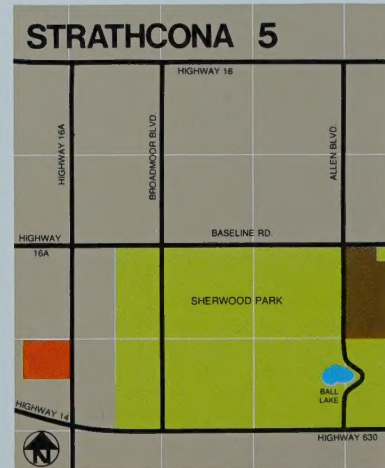 STRATHCONA 5
HIGHWAY 16
HIGHWAY 16A
BROADMOOR BLVD.
ALLEN BLVD.
HIGHWAY
16A
BASELINE RD.
SHERWOOD PARK
BALL
LAKE
HIGHWAY 14
HIGHWAY 630
N